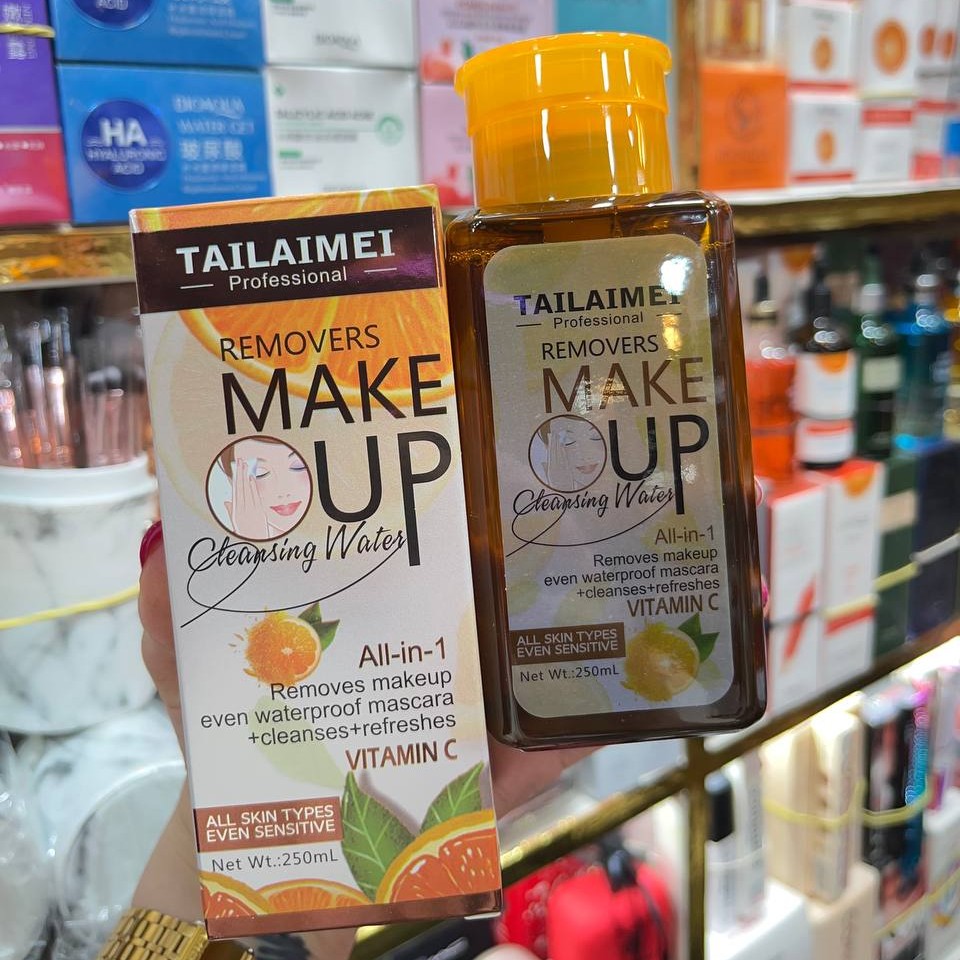 HA
HYALURONIC
ACID
BIOAQUA
WATER GET
玻尿酸
TAILAIMEI
Professional
REMOVERS
MAKE
UP
Cleansing Water
All-in-1
Removes makeup
even waterproof mascara
+cleanses+refreshes
VITAMIN C
ALL SKIN TYPES
EVEN SENSITIVE
Net Wt.:250mL
TAILAIMEI
Professional
REMOVERS
MAKE
UP
Cleansing Water
All-in-1
Removes makeup
even waterproof mascara
+cleanses+refreshes
VITAMIN C
ALL SKIN TYPES
EVEN SENSITIVE
Net Wt.:250mL